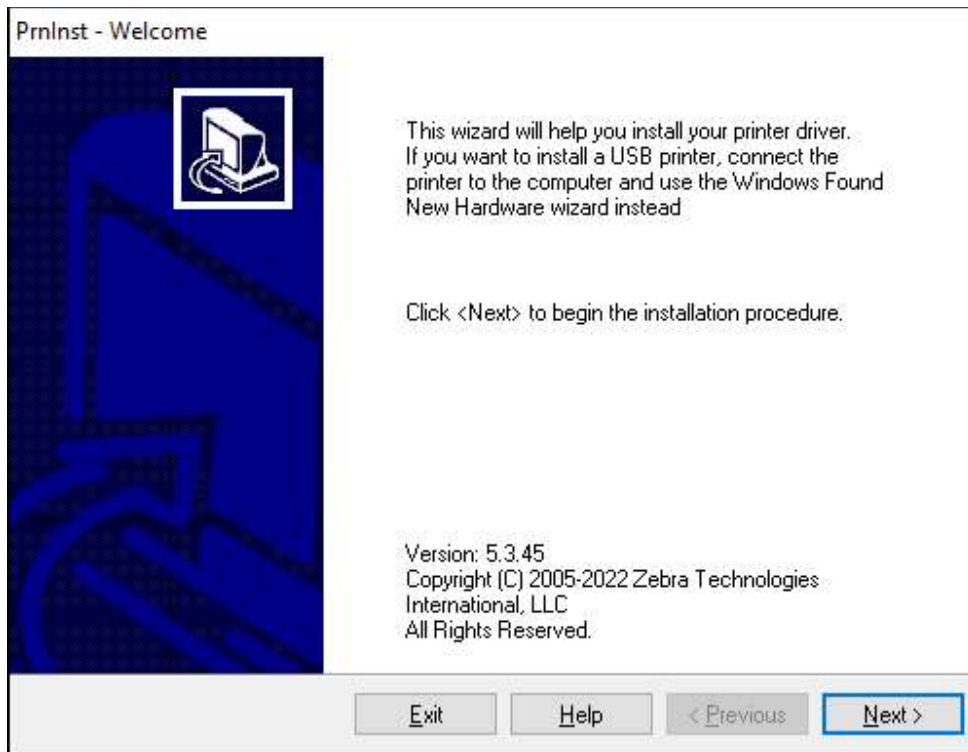 PrnInst - Welcome
This wizard will help you install your printer driver.
If you want to install a USB printer, connect the
printer to the computer and use the Windows Found
New Hardware wizard instead
Click <Next> to begin the installation procedure.
Version: 5.3.45
Copyright (C) 2005-2022 Zebra Technologies
International, LLC
All Rights Reserved.
Exit Help < Previous Next >